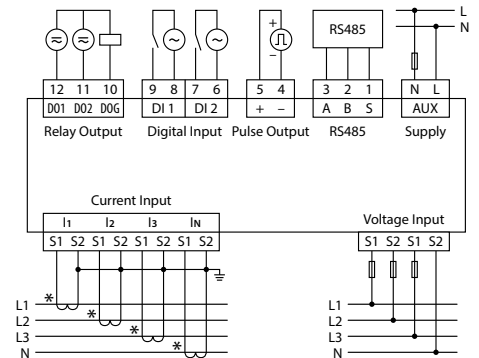 L
N
+
−
RS485
12 11 10 9 8 7 6 5 4 3 2 1 N L
DO1 DO2 DOG DI 1 DI 2 + − A B S AUX
Relay Output Digital Input Pulse Output RS485 Supply
Current Input
I1 I2 I3 IN
Voltage Input
S1 S2 S1 S2 S1 S2 S1 S2 S1 S2 S1 S2
L1 *
L2 *
L3 *
N *
L1
L2
L3
N